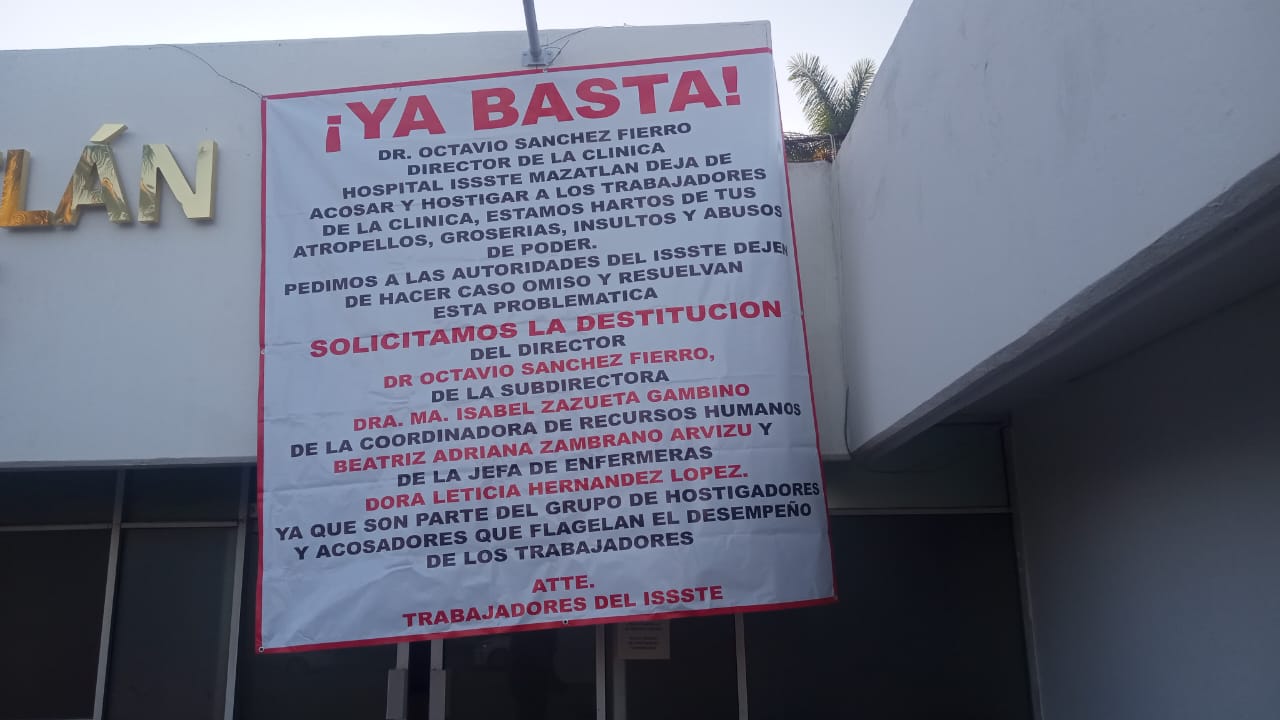 LÁN
¡YA BASTA!
DR. OCTAVIO SANCHEZ FIERRO
DIRECTOR DE LA CLINICA
HOSPITAL ISSSTE MAZATLAN DEJA DE
ACOSAR Y HOSTIGAR A LOS TRABAJADORES
DE LA CLINICA, ESTAMOS HARTOS DE TUS
ATROPELLOS, GROSERIAS, INSULTOS Y ABUSOS
DE PODER.
PEDIMOS A LAS AUTORIDADES DEL ISSSTE DEJEN
DE HACER CASO OMISO Y RESUELVAN
ESTA PROBLEMATICA
SOLICITAMOS LA DESTITUCION
DEL DIRECTOR
DR OCTAVIO SANCHEZ FIERRO,
DE LA SUBDIRECTORA
DRA. MA. ISABEL ZAZUETA GAMBINO
DE LA COORDINADORA DE RECURSOS HUMANOS
BEATRIZ ADRIANA ZAMBRANO ARVIZU Y
DE LA JEFA DE ENFERMERAS
DORA LETICIA HERNANDEZ LOPEZ.
YA QUE SON PARTE DEL GRUPO DE HOSTIGADORES
Y ACOSADORES QUE FLAGELAN EL DESEMPEÑO
DE LOS TRABAJADORES
ATTE.
TRABAJADORES DEL ISSSTE